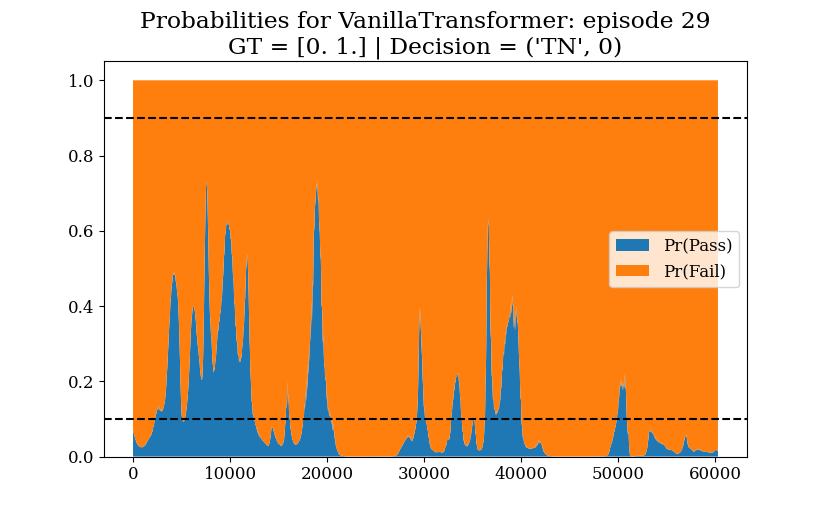 Probabilities for VanillaTransformer: episode 29
GT = [0. 1.] | Decision = ('TN', 0)
1.0
0.8
0.6
0.4
0.2
0.0
Pr(Pass)
Pr(Fail)
0 10000 20000 30000 40000 50000 60000